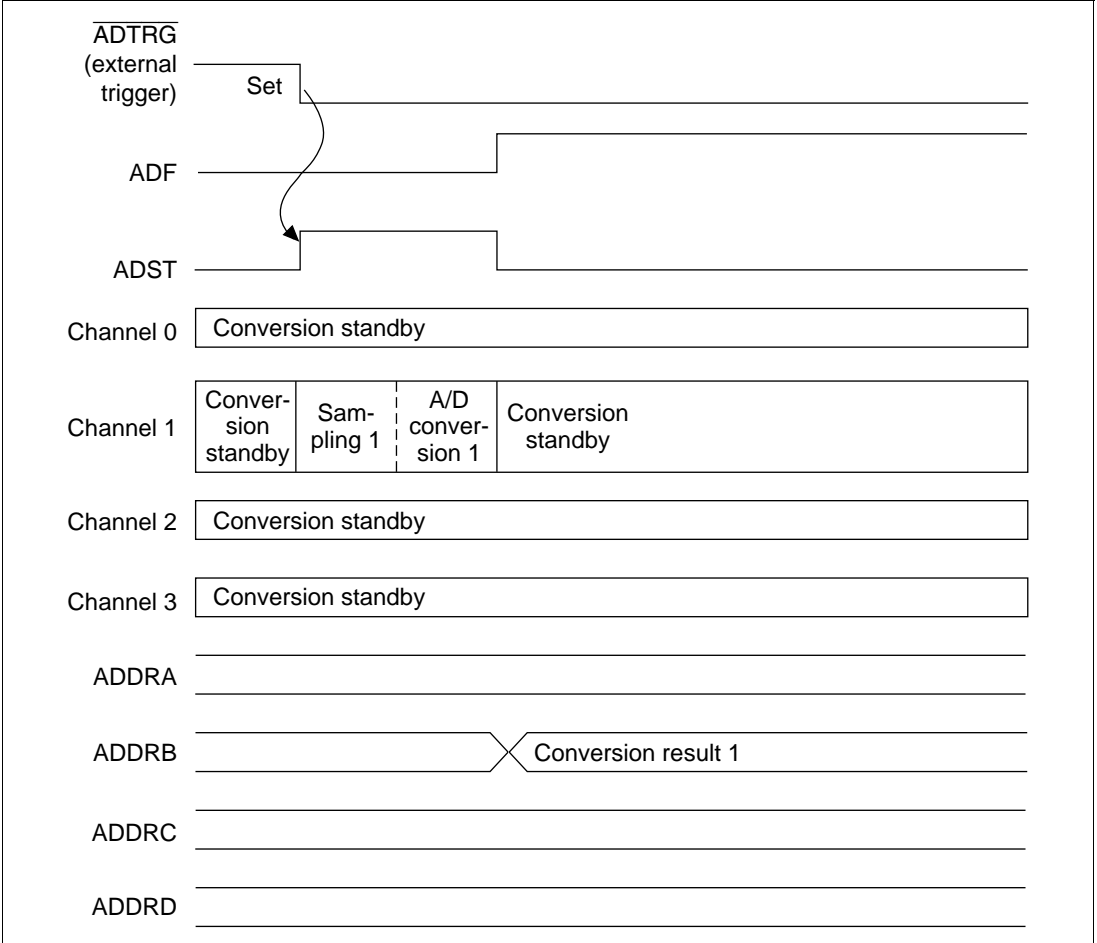 ADTRG
(external
trigger)
Set
ADF
ADST
Channel 0
Conversion standby
Channel 1
Conver-
sion
standby
Sam-
pling 1
A/D
conver-
sion 1
Conversion
standby
Channel 2
Conversion standby
Channel 3
Conversion standby
ADDRA
ADDRB
Conversion result 1
ADDRC
ADDRD